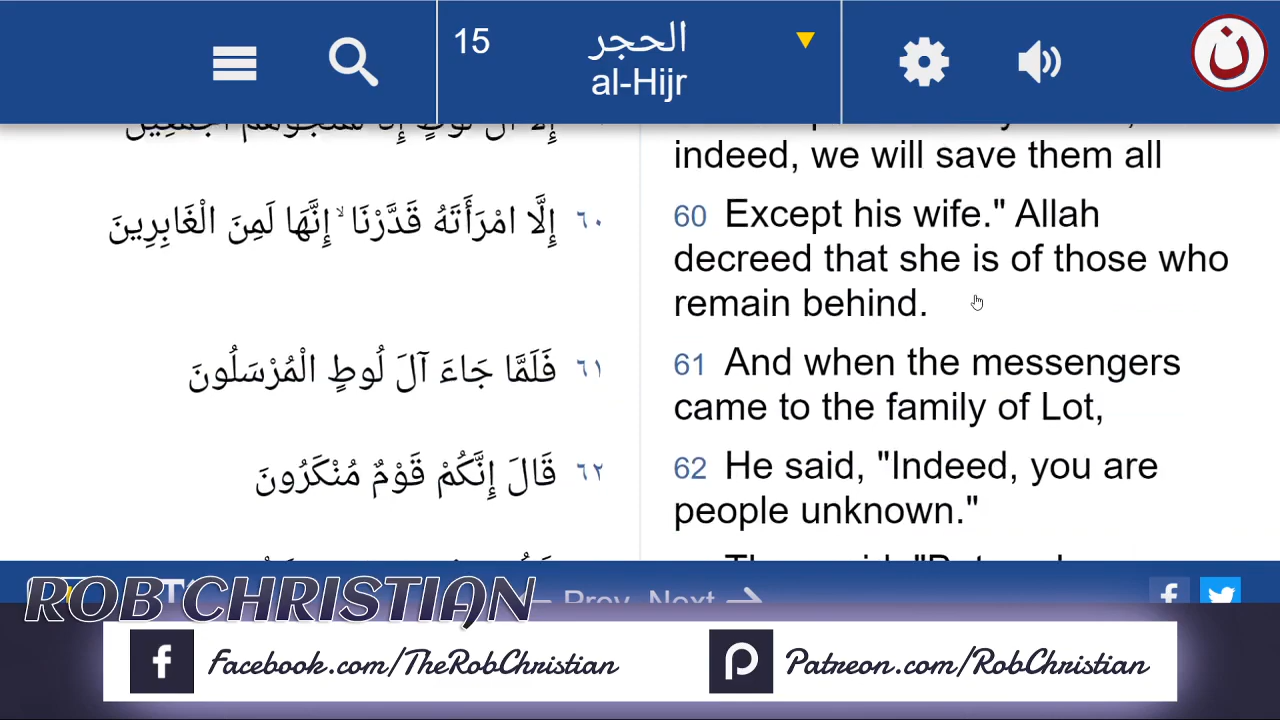 15
الحجر
al-Hijr
ن
indeed, we will save them all
إِلَّا امْرَأَتَهُ قَدَّرْنَا ۙ إِنَّهَا لَمِنَ الْغَابِرِينَ ٦٠
60 Except his wife." Allah
decreed that she is of those who
remain behind.
فَلَمَّا جَاءَ آلَ لُوطٍ الْمُرْسَلُونَ ٦١
61 And when the messengers
came to the family of Lot,
قَالَ إِنَّكُمْ قَوْمٌ مُنْكَرُونَ ٦٢
62 He said, "Indeed, you are
people unknown."
← Prev Next →
ROB CHRISTIAN
Facebook.com/TheRobChristian
Patreon.com/RobChristian